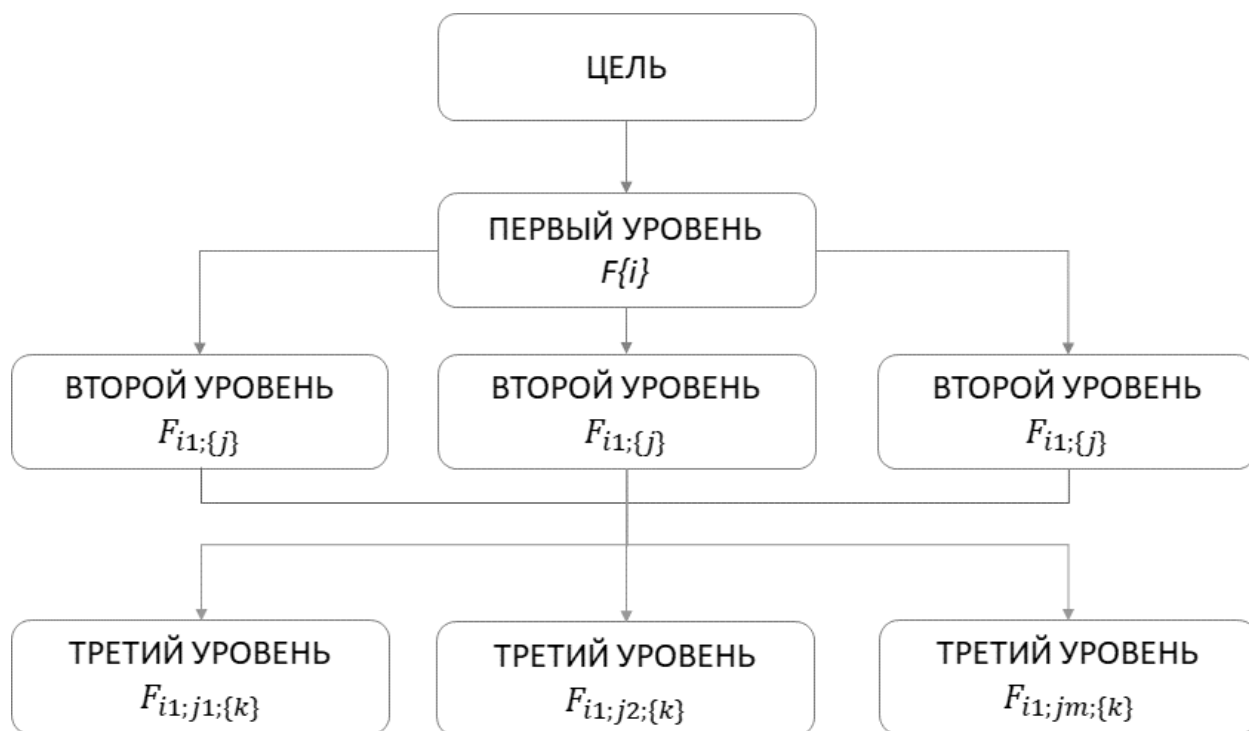 ЦЕЛЬ
ПЕРВЫЙ УРОВЕНЬ
F{i}
ВТОРОЙ УРОВЕНЬ
F_{i1;{j}}
ВТОРОЙ УРОВЕНЬ
F_{i1;{j}}
ВТОРОЙ УРОВЕНЬ
F_{i1;{j}}
ТРЕТИЙ УРОВЕНЬ
F_{i1;j1;{k}}
ТРЕТИЙ УРОВЕНЬ
F_{i1;j2;{k}}
ТРЕТИЙ УРОВЕНЬ
F_{i1;jm;{k}}